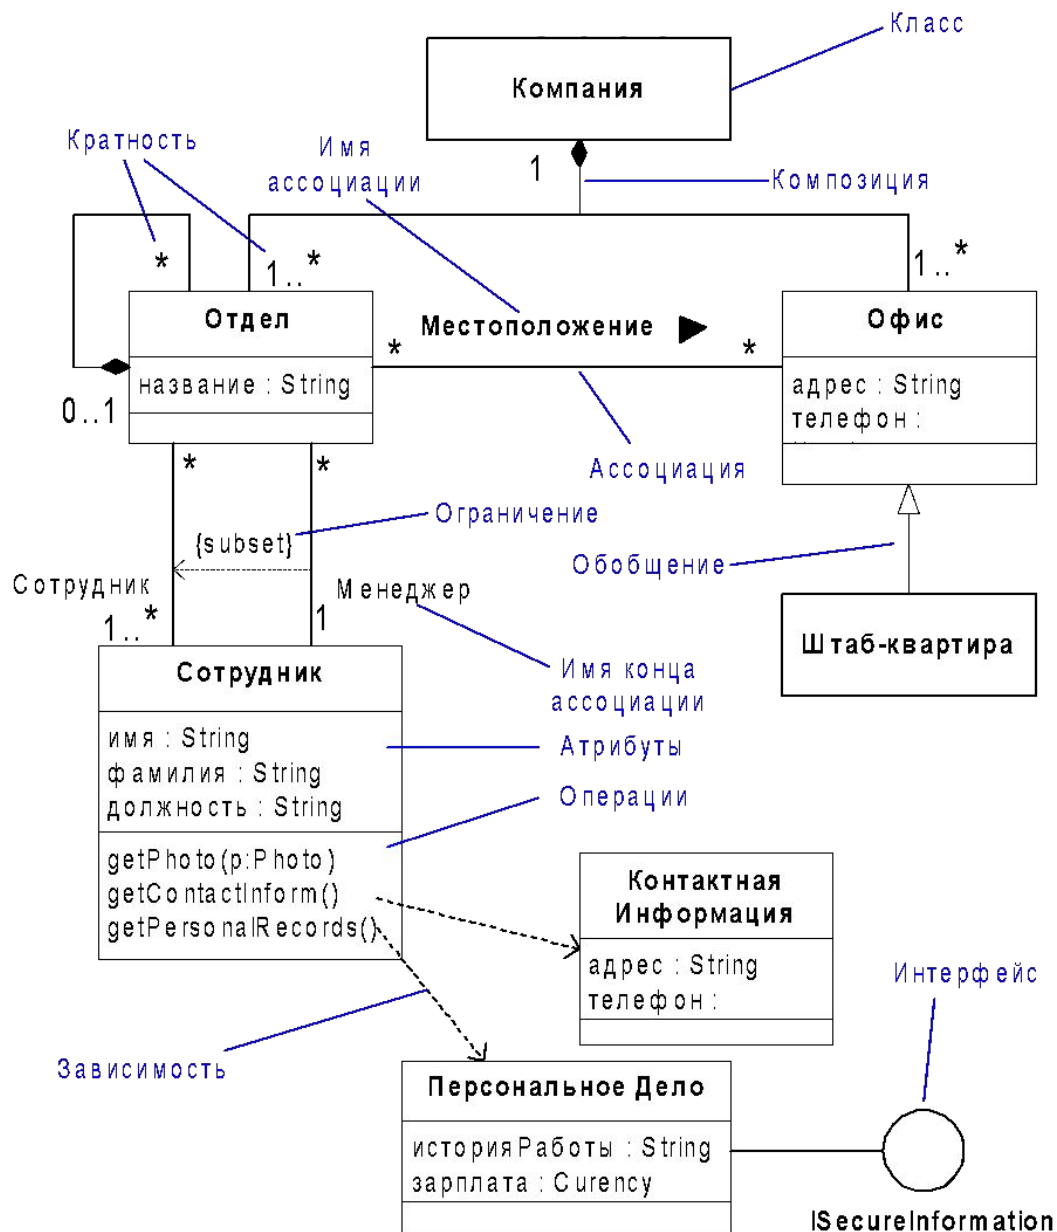 Класс
Компания
Кратность
Имя
ассоциации
1
Композиция
*
1..*
1..*
Отдел
Местоположение
Офис
*
*
название : String
адрес : String
0..1
телефон :
*
*
Ассоциация
Ограничение
{subset}
Обобщение
Сотрудник
Менеджер
1..*
1
Штаб-квартира
Сотрудник
Имя конца
ассоциации
имя : String
Атрибуты
фамилия : String
должность : String
Операции
getPhoto(p:Photo)
getContactInform()
getPersonalRecords()
Контактная
Информация
адрес : String
телефон :
Интерфейс
Зависимость
Персональное Дело
историяРаботы : String
зарплата : Curency
ISecureInformation